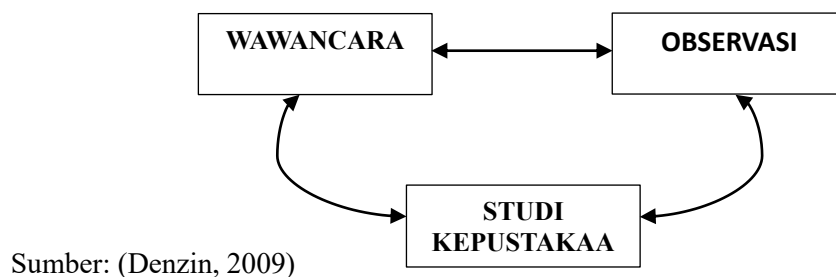 WAWANCARA
OBSERVASI
STUDI
KEPUSTAKAA
Sumber: (Denzin, 2009)